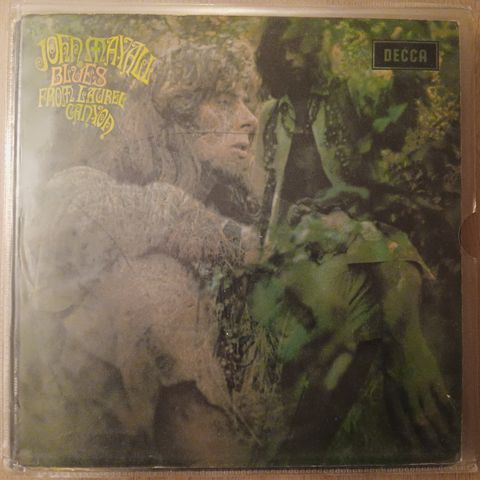 JOHN MAYALL
BLUES
FROM LAUREL
CANYON
DECCA